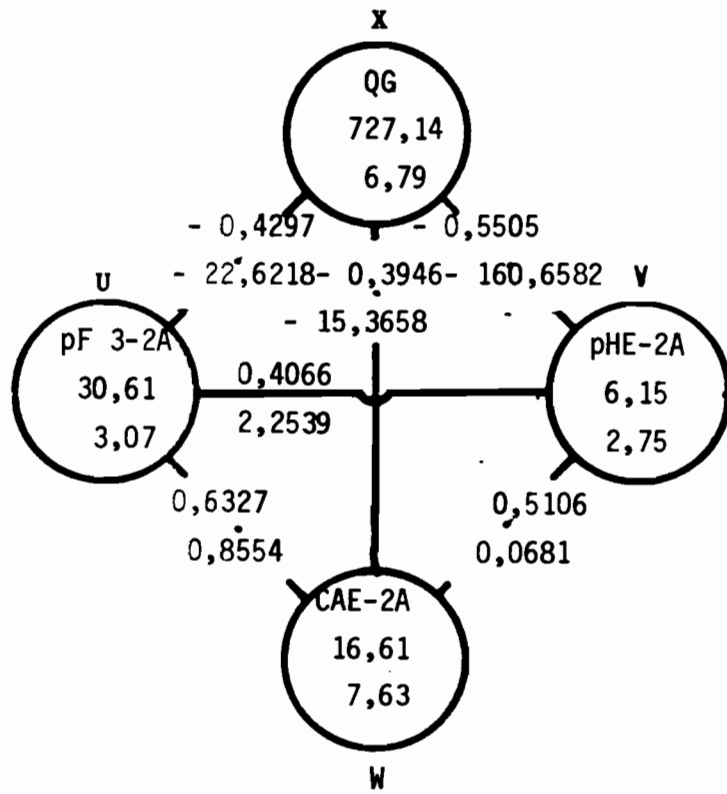 X
QG
727,14
6,79
- 0,4297 - 0,5505
U - 22,6218 - 0,3946 - 160,6582 V
- 15,3658
pF 3-2A
30,61
3,07
0,4066
2,2539
pHE-2A
6,15
2,75
0,6327
0,8554
0,5106
0,0681
CAE-2A
16,61
7,63
W